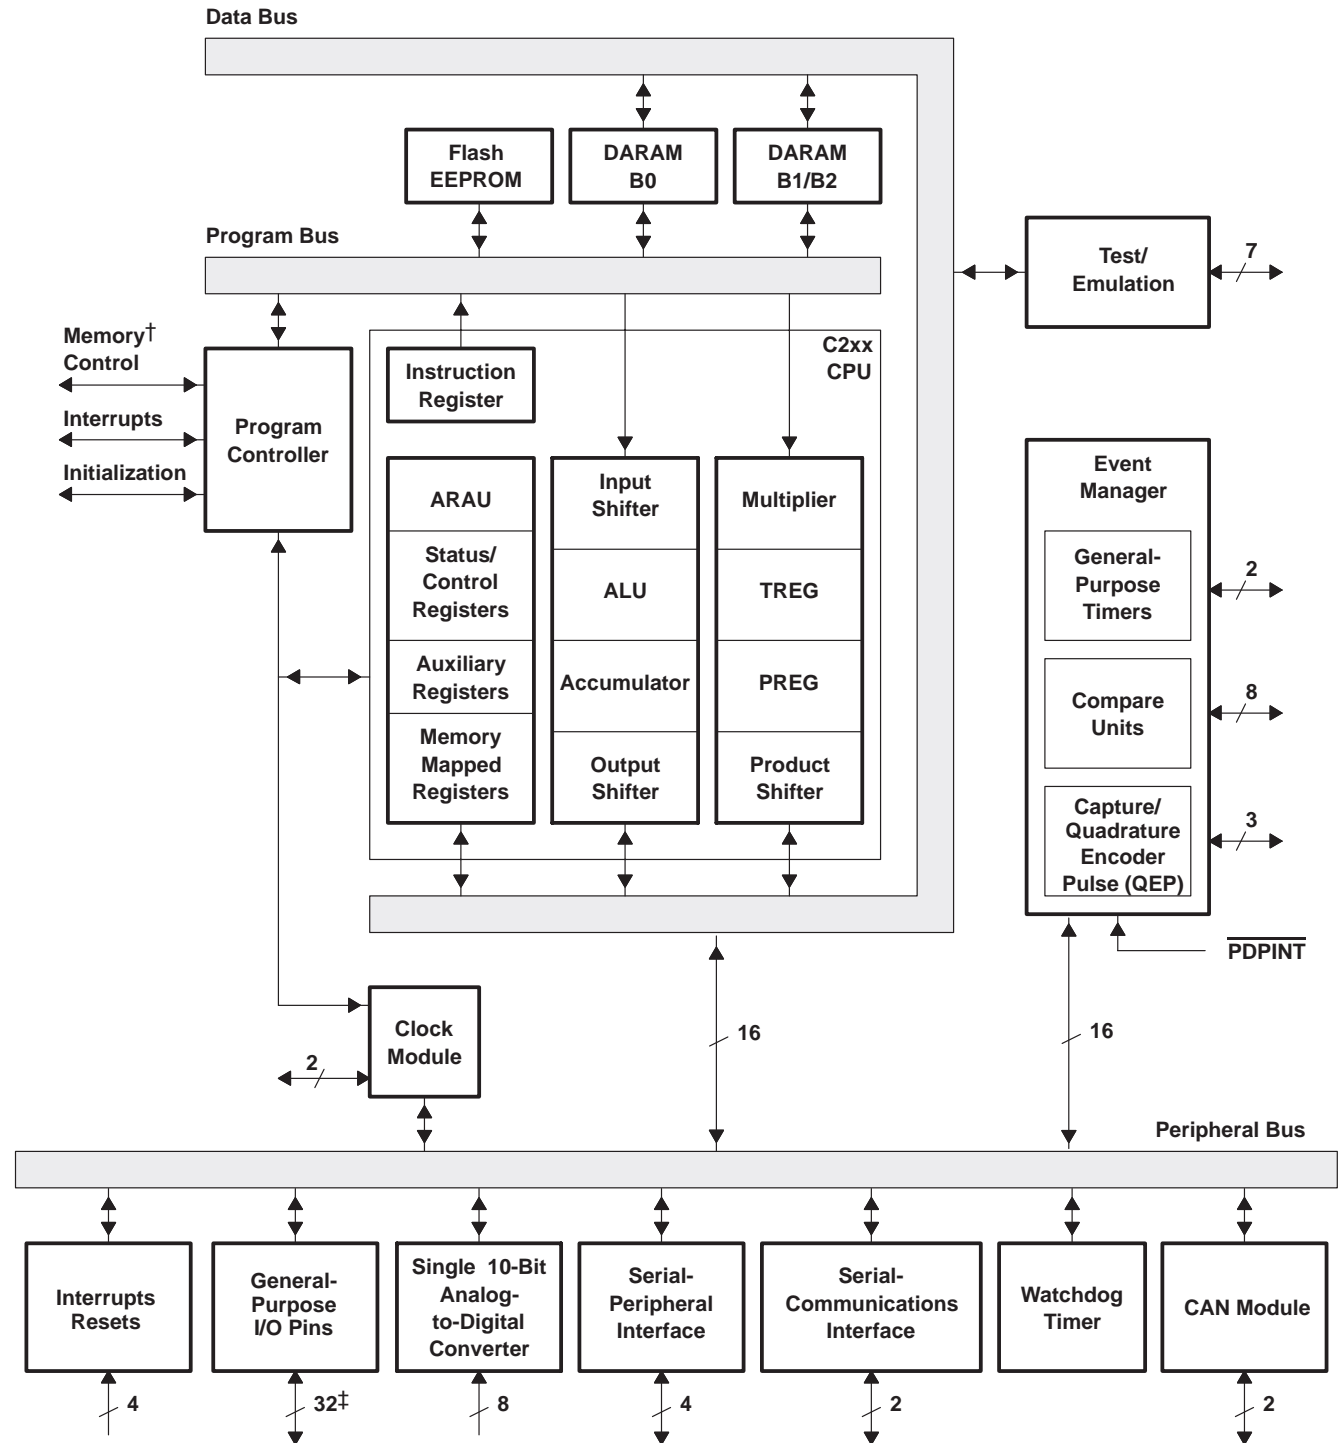 Data Bus
Flash
EEPROM
DARAM
B0
DARAM
B1/B2
Program Bus
Test/
Emulation
7
Memory†
Control
Interrupts
Initialization
Program
Controller
C2xx
CPU
Instruction
Register
ARAU
Status/
Control
Registers
Auxiliary
Registers
Memory
Mapped
Registers
Input
Shifter
ALU
Accumulator
Output
Shifter
Multiplier
TREG
PREG
Product
Shifter
Event
Manager
General-
Purpose
Timers
2
Compare
Units
8
Capture/
Quadrature
Encoder
Pulse (QEP)
3
PDPINT
Clock
Module
2
16
16
Peripheral Bus
Interrupts
Resets
General-
Purpose
I/O Pins
Single 10-Bit
Analog-
to-Digital
Converter
Serial-
Peripheral
Interface
Serial-
Communications
Interface
Watchdog
Timer
CAN Module
4
32‡
8
4
2
2